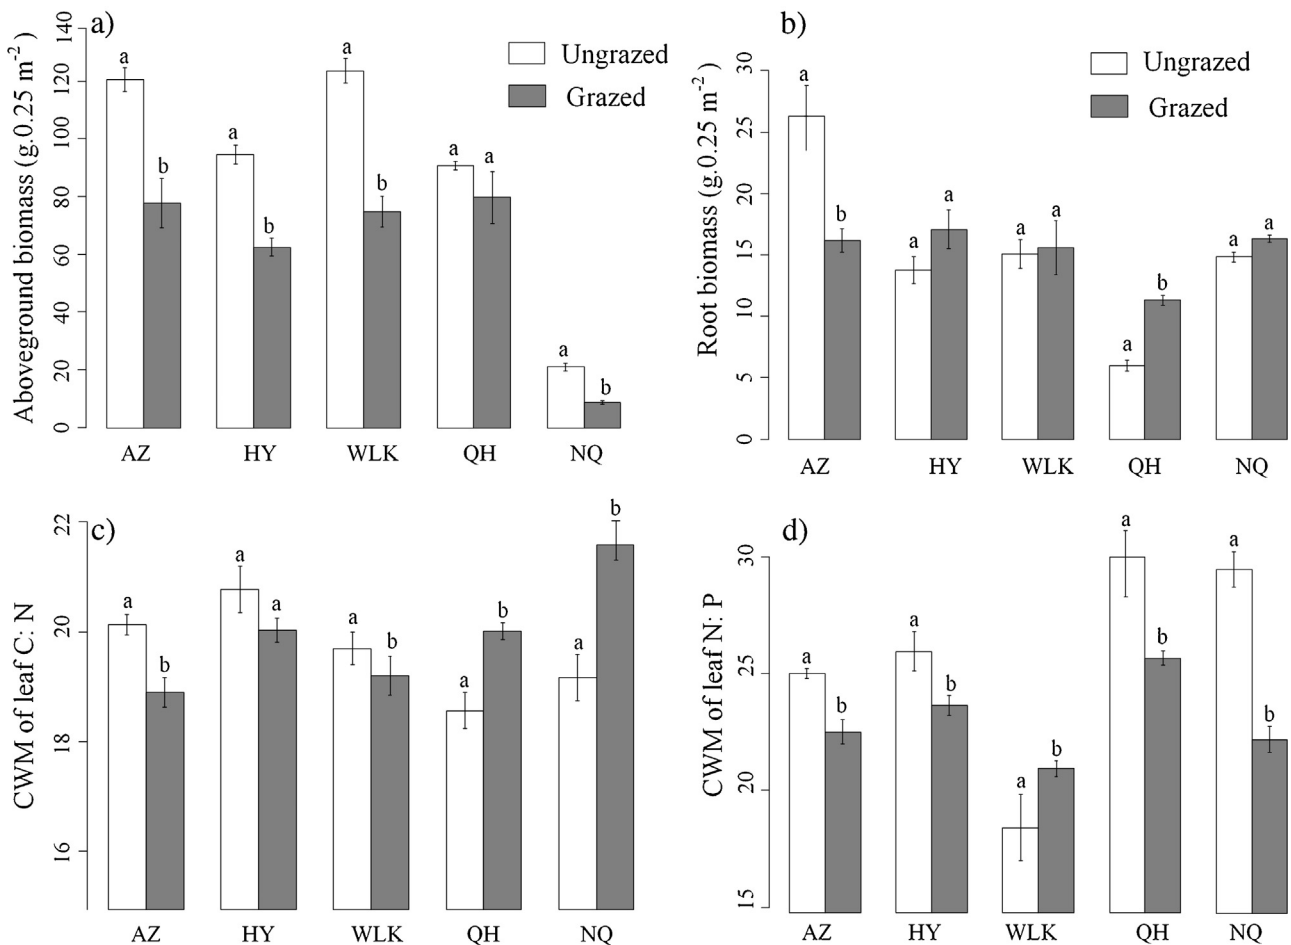 a)
Aboveground biomass (g.0.25 m-2)
140
120
100
80
60
40
20
0
Ungrazed
Grazed
a
b
a
b
a
b
a
a
a
b
AZ
HY
WLK
QH
NQ
b)
Root biomass (g.0.25 m-2)
30
25
20
15
10
5
0
Ungrazed
Grazed
a
b
a
a
a
a
a
b
a
a
AZ
HY
WLK
QH
NQ
c)
CWM of leaf C: N
22
20
18
16
a
b
a
a
a
b
a
b
a
b
AZ
HY
WLK
QH
NQ
d)
CWM of leaf N: P
30
25
20
15
a
b
a
b
a
b
a
b
a
b
AZ
HY
WLK
QH
NQ